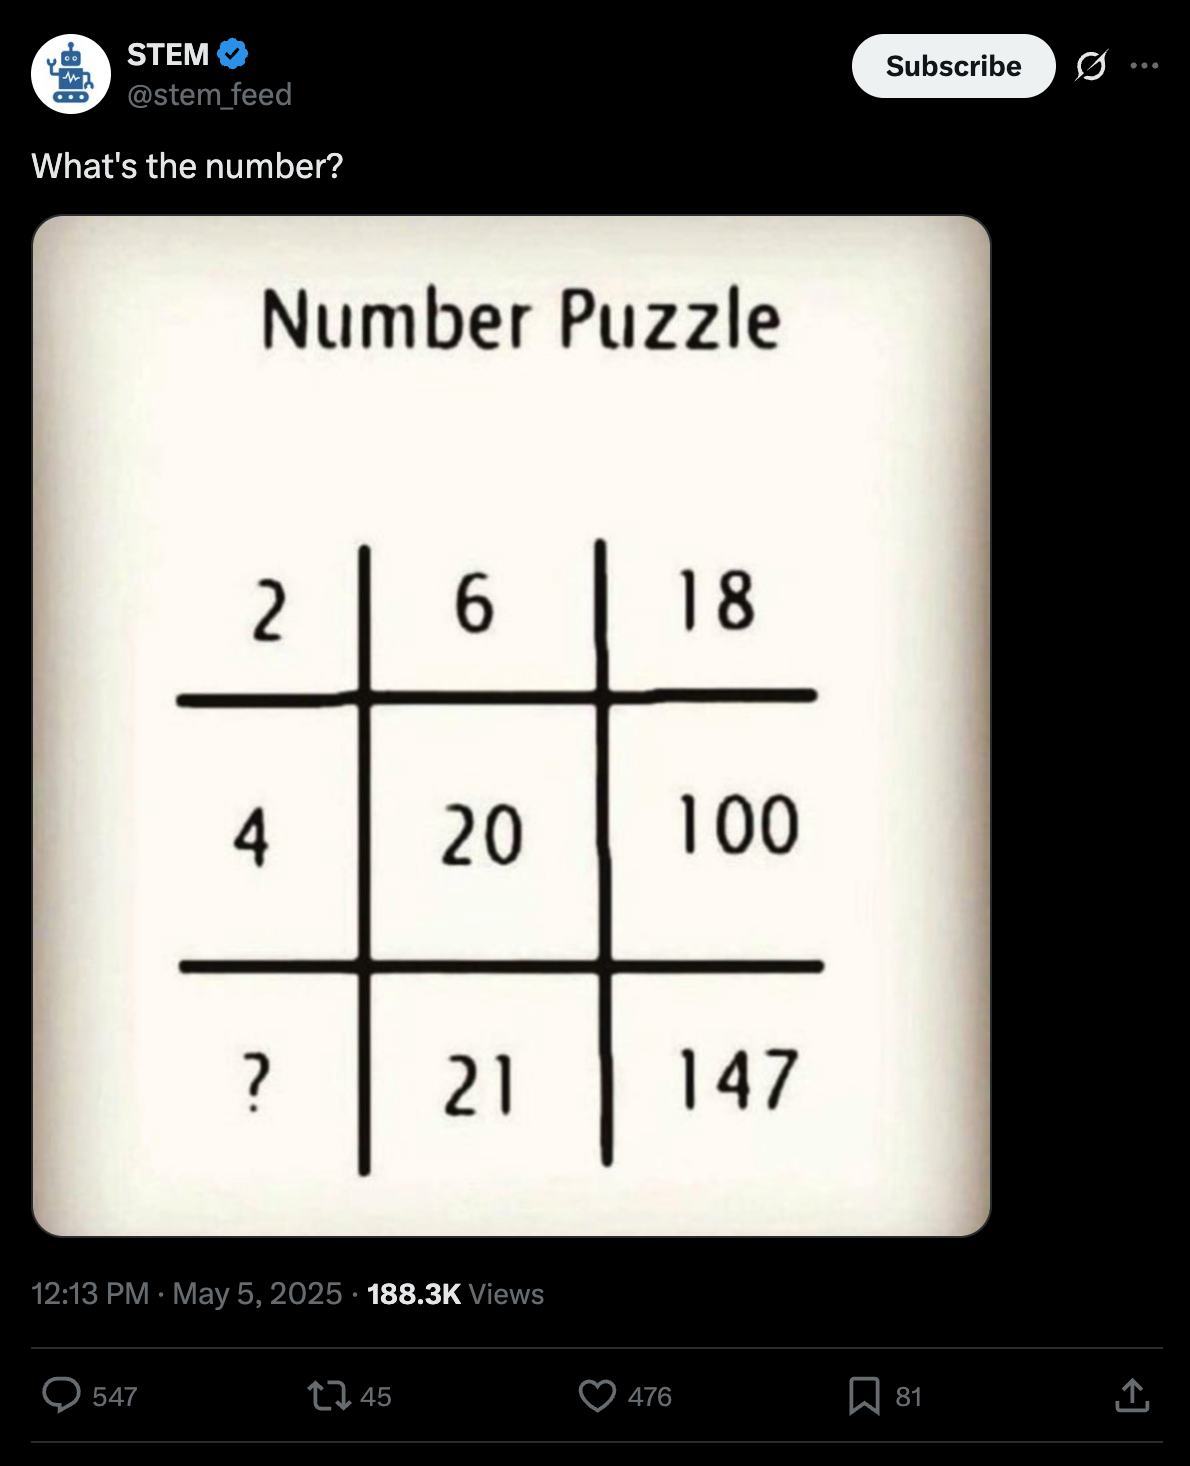 STEM
@stem_feed
Subscribe
What's the number?
Number Puzzle
2 6 18
4 20 100
? 21 147
12:13 PM · May 5, 2025 · 188.3K Views
547 45 476 81